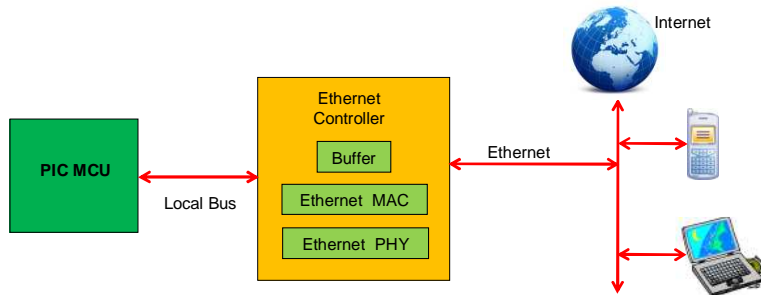 PIC MCU
Local Bus
Ethernet
Controller
Buffer
Ethernet MAC
Ethernet PHY
Ethernet
Internet